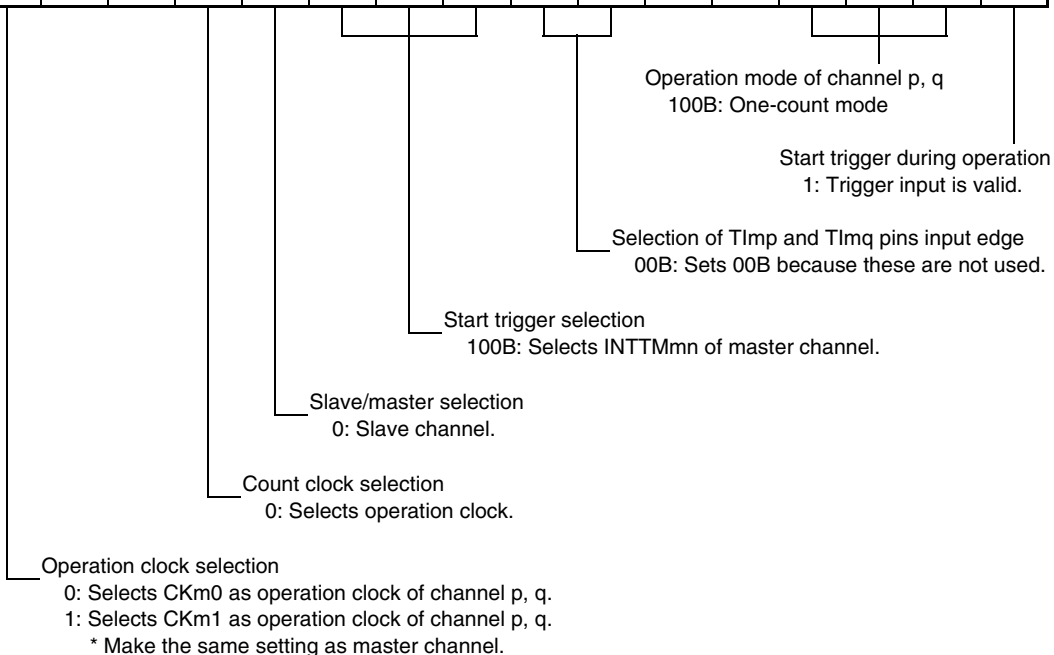 Operation mode of channel p, q
100B: One-count mode
Start trigger during operation
1: Trigger input is valid.
Selection of TImp and TImq pins input edge
00B: Sets 00B because these are not used.
Start trigger selection
100B: Selects INTTMmn of master channel.
Slave/master selection
0: Slave channel.
Count clock selection
0: Selects operation clock.
Operation clock selection
0: Selects CKm0 as operation clock of channel p, q.
1: Selects CKm1 as operation clock of channel p, q.
* Make the same setting as master channel.